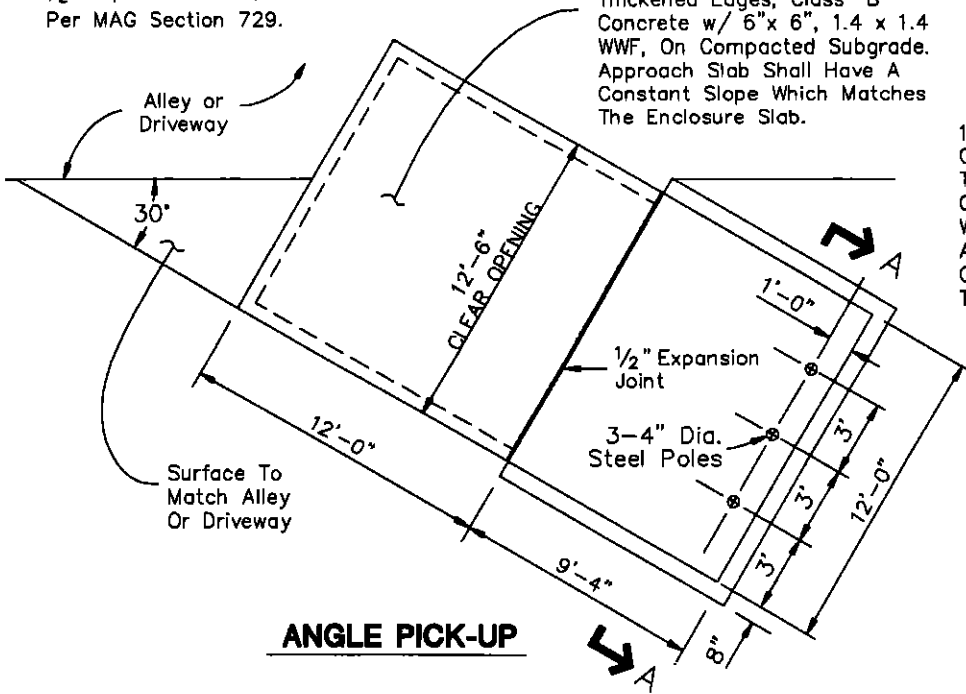 Per MAG Section 729.
Thickened Edges, Class "B"
Concrete w/ 6"x 6", 1.4 x 1.4
WWF, On Compacted Subgrade.
Approach Slab Shall Have A
Constant Slope Which Matches
The Enclosure Slab.
Alley or
Driveway
30°
12'-6"
CLEAR OPENING
A
1'-0"
1/2" Expansion
Joint
3-4" Dia.
Steel Poles
3'
3'
3'
12'-0"
12'-0"
Surface To
Match Alley
Or Driveway
9'-4"
8"
A
ANGLE PICK-UP